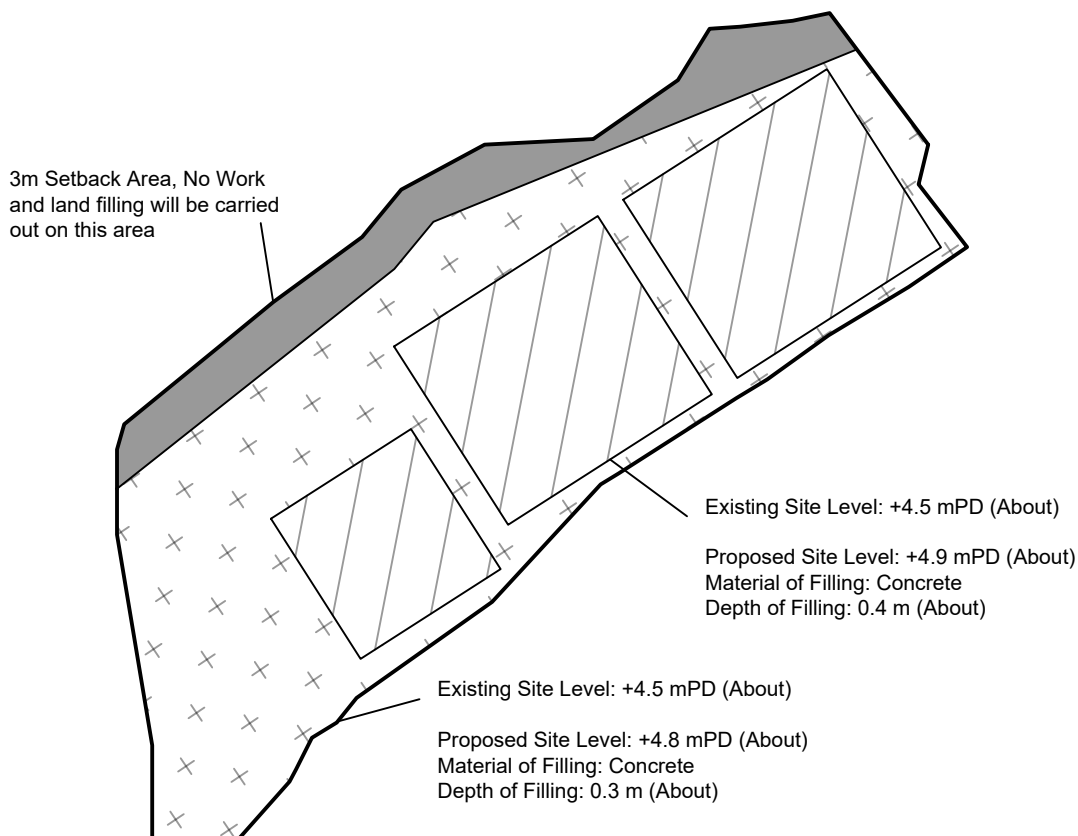 3m Setback Area, No Work
and land filling will be carried
out on this area
Existing Site Level: +4.5 mPD (About)
Proposed Site Level: +4.9 mPD (About)
Material of Filling: Concrete
Depth of Filling: 0.4 m (About)
Existing Site Level: +4.5 mPD (About)
Proposed Site Level: +4.8 mPD (About)
Material of Filling: Concrete
Depth of Filling: 0.3 m (About)